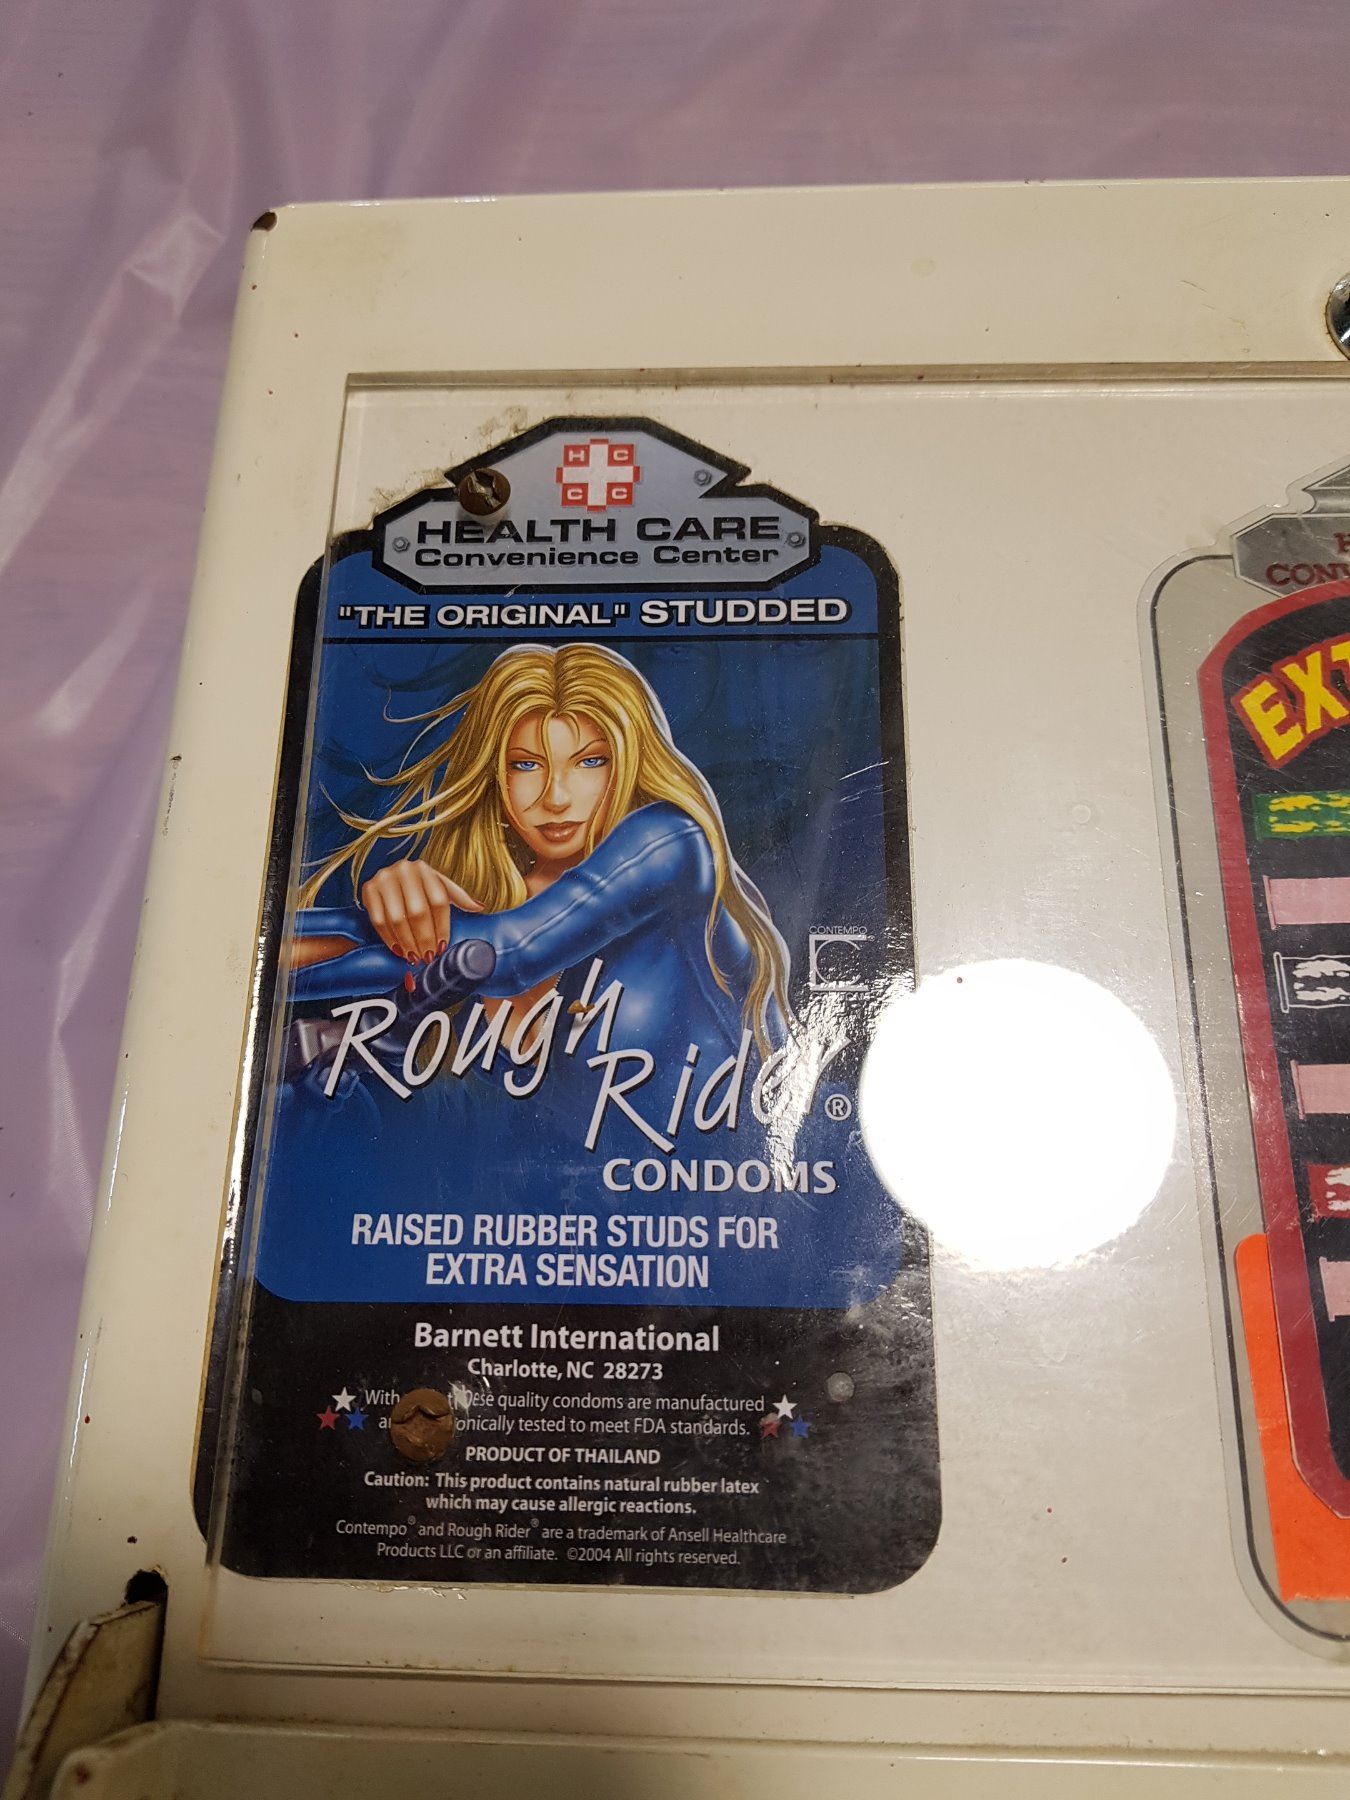 H C
C C
HEALTH CARE
Convenience Center
"THE ORIGINAL" STUDDED
CONTEMPO
Rough
Rider®
CONDOMS
RAISED RUBBER STUDS FOR
EXTRA SENSATION
Barnett International
Charlotte, NC 28273
With these quality condoms are manufactured
onically tested to meet FDA standards.
PRODUCT OF THAILAND
Caution: This product contains natural rubber latex
which may cause allergic reactions.
Contempo® and Rough Rider® are a trademark of Ansell Healthcare
Products LLC or an affiliate. ©2004 All rights reserved.
EXT